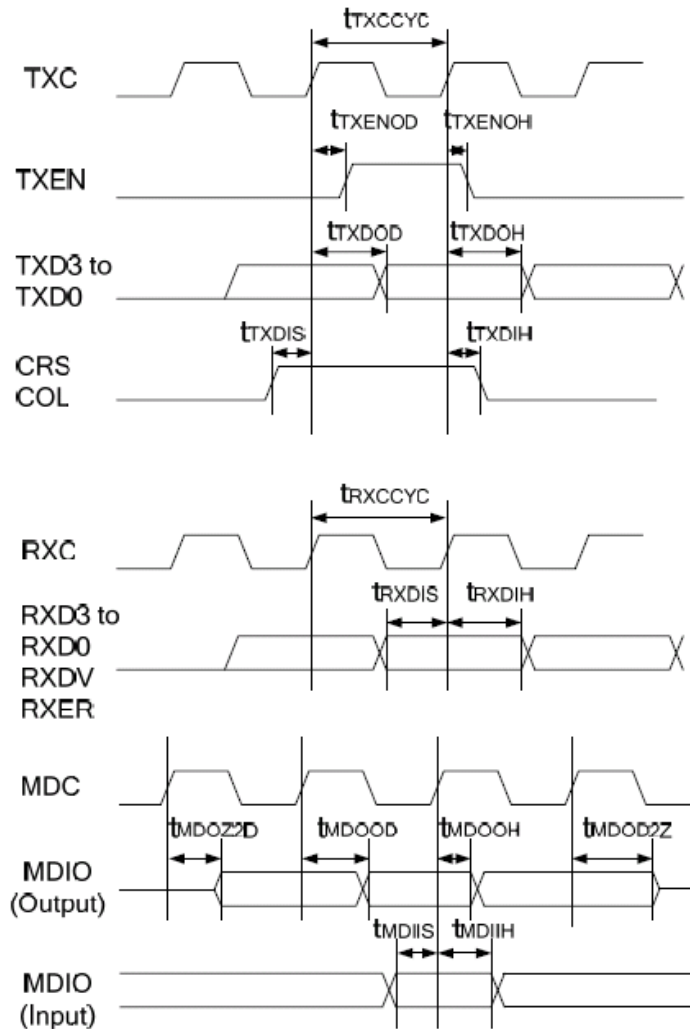 tTXCCYC
TXC
tTXENOD tTXENOH
TXEN
tTXDOD tTXDOH
TXD3 to
TXD0
tTXDIS tTXDIH
CRS
COL
tRXCCYC
RXC
tRXDIS tRXDIH
RXD3 to
RXD0
RXDV
RXER
MDC
tMDOZ2D tMDOOD tMDOOH tMDOD2Z
MDIO
(Output)
tMDIIS tMDIIH
MDIO
(Input)